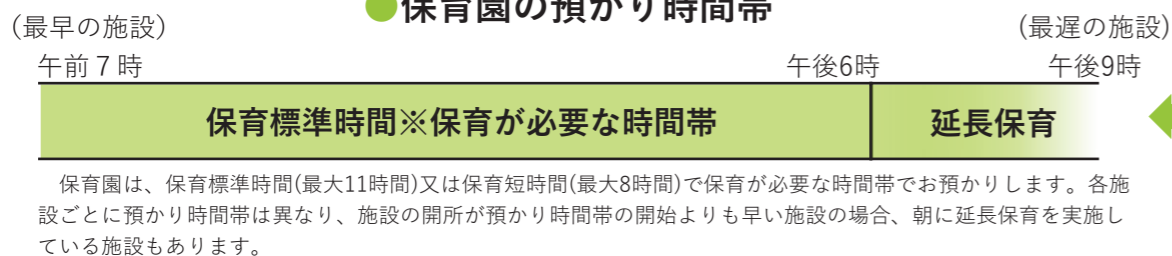 ●保育園の預かり時間帯
(最早の施設) (最遅の施設)
午前７時 午後6時 午後9時
保育標準時間※保育が必要な時間帯 延長保育
保育園は、保育標準時間(最大11時間)又は保育短時間(最大8時間)で保育が必要な時間帯でお預かりします。各施
設ごとに預かり時間帯は異なり、施設の開所が預かり時間帯の開始よりも早い施設の場合、朝に延長保育を実施し
ている施設もあります。